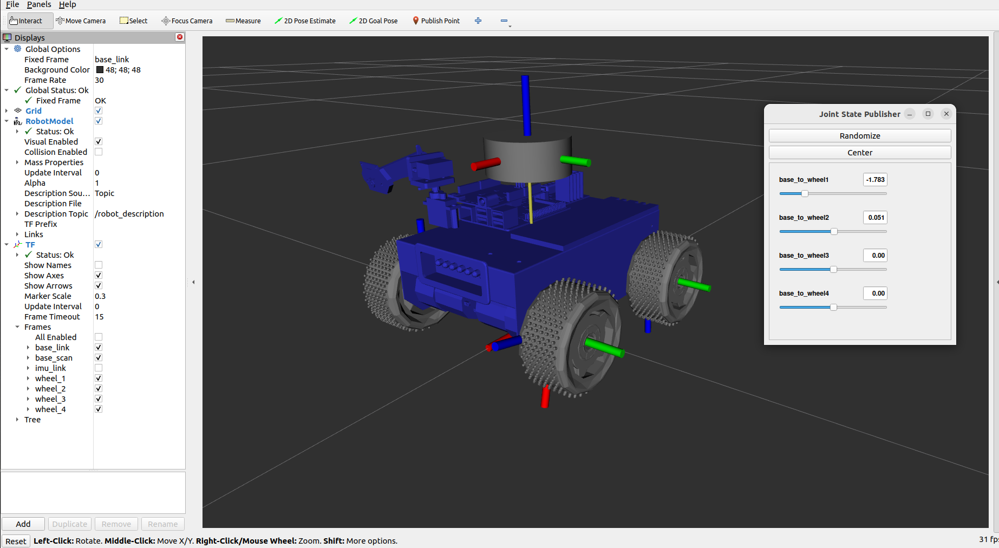 File Panels Help
Interact Move Camera Select Focus Camera Measure 2D Pose Estimate 2D Goal Pose Publish Point
Displays
Global Options
Fixed Frame base_link
Background Color 48; 48; 48
Frame Rate 30
Global Status: Ok
Fixed Frame OK
Grid
RobotModel
Status: Ok
Visual Enabled
Collision Enabled
Mass Properties
Update Interval 0
Alpha 1
Description Sou... Topic
Description File
Description Topic /robot_description
TF Prefix
Links
TF
Status: Ok
Show Names
Show Axes
Show Arrows
Marker Scale 0.3
Update Interval 0
Frame Timeout 15
Frames
All Enabled
base_link
base_scan
imu_link
wheel_1
wheel_2
wheel_3
wheel_4
Tree
Add Duplicate Remove Rename
Joint State Publisher
Randomize
Center
base_to_wheel1 -1.783
base_to_wheel2 0.051
base_to_wheel3 0.00
base_to_wheel4 0.00
Reset Left-Click: Rotate. Middle-Click: Move X/Y. Right-Click/Mouse Wheel: Zoom. Shift: More options. 31 fps